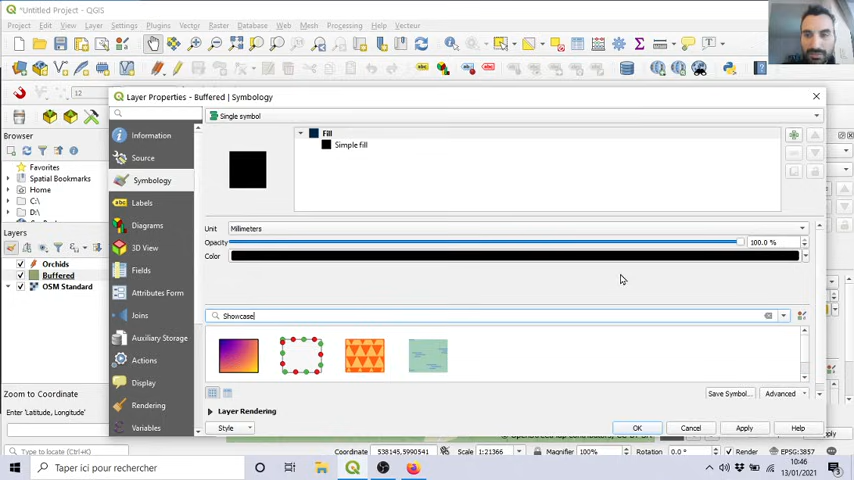 *Untitled Project - QGIS
Project Edit View Layer Settings Plugins Vector Raster Database Web Mesh Processing Help Vecteur
12
Layer Properties - Buffered | Symbology
Single symbol
Browser
Favorites
Spatial Bookmarks
Home
C:\
D:\
Layers
Orchids
Buffered
OSM Standard
Zoom to Coordinate
Enter 'Latitude, Longitude'
Information
Source
Symbology
Labels
Diagrams
3D View
Fields
Attributes Form
Joins
Auxiliary Storage
Actions
Display
Rendering
Variables
Fill
Simple fill
Unit Millimeters
Opacity 100.0 %
Color
Showcase
Save Symbol... Advanced
Layer Rendering
Style OK Cancel Apply Help
Type to locate (Ctrl+K)
Coordinate 538145,5990541 Scale 1:21366 Magnifier 100% Rotation 0.0 ° Render EPSG:3857
Taper ici pour rechercher
10:46
13/01/2021
3